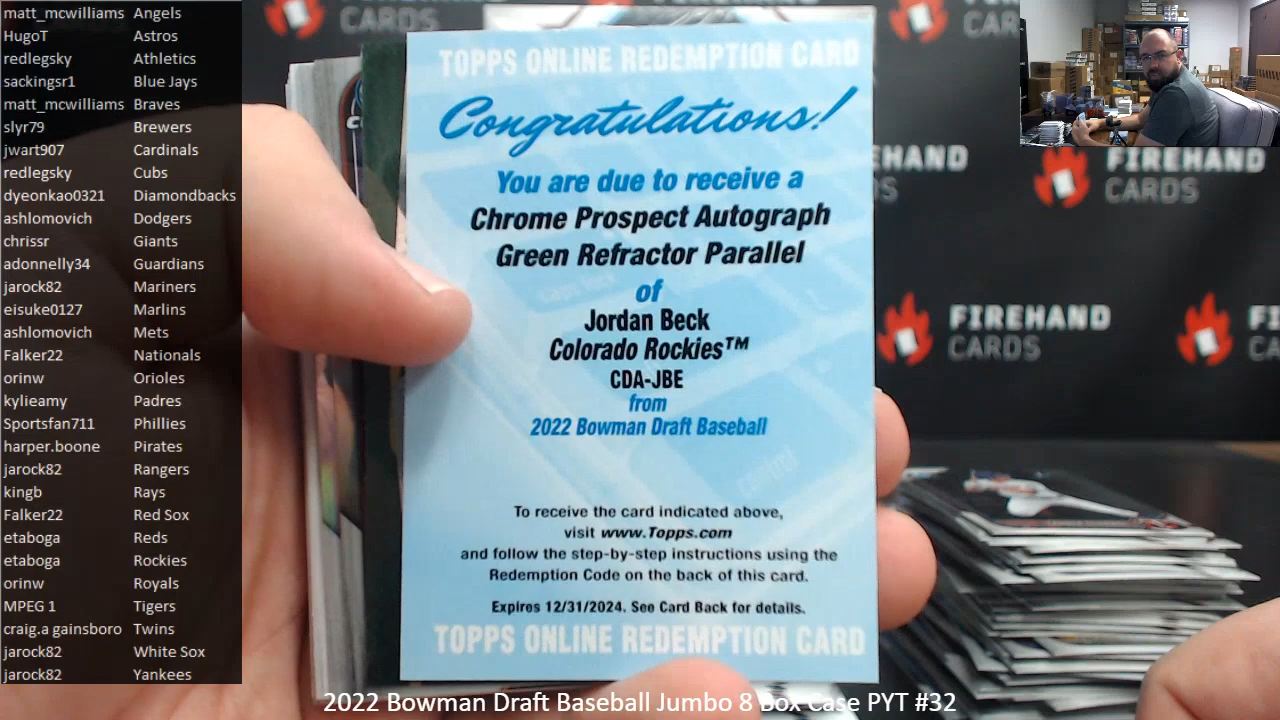 matt_mcwilliams Angels
HugoT Astros
redlegsky Athletics
sackingsr1 Blue Jays
matt_mcwilliams Braves
slyr79 Brewers
jwart907 Cardinals
redlegsky Cubs
dyeonkao0321 Diamondbacks
ashlomovich Dodgers
chrissr Giants
adonnelly34 Guardians
jarock82 Mariners
eisuke0127 Marlins
ashlomovich Mets
Falker22 Nationals
orinw Orioles
kylieamy Padres
Sportsfan711 Phillies
harper.boone Pirates
jarock82 Rangers
kingb Rays
Falker22 Red Sox
etaboga Reds
etaboga Rockies
orinw Royals
MPEG 1 Tigers
craig.a gainsboro Twins
jarock82 White Sox
jarock82 Yankees
TOPPS ONLINE REDEMPTION CARD
Congratulations!
You are due to receive a
Chrome Prospect Autograph
Green Refractor Parallel
of
Jordan Beck
Colorado Rockies™
CDA-JBE
from
2022 Bowman Draft Baseball
To receive the card indicated above,
visit www.Topps.com
and follow the step-by-step instructions using the
Redemption Code on the back of this card.
Expires 12/31/2024. See Card Back for details.
TOPPS ONLINE REDEMPTION CARD
FIREHAND
CARDS
FIREHAND
CARDS
2022 Bowman Draft Baseball Jumbo 8 Box Case PYT #32